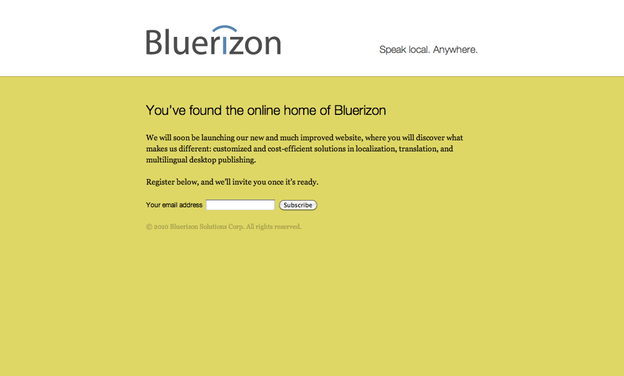 Bluerizon
Speak local. Anywhere.
You've found the online home of Bluerizon
We will soon be launching our new and much improved website, where you will discover what
makes us different: customized and cost-efficient solutions in localization, translation, and
multilingual desktop publishing.
Register below, and we'll invite you once it's ready.
Your email address Subscribe
© 2010 Bluerizon Solutions Corp. All rights reserved.